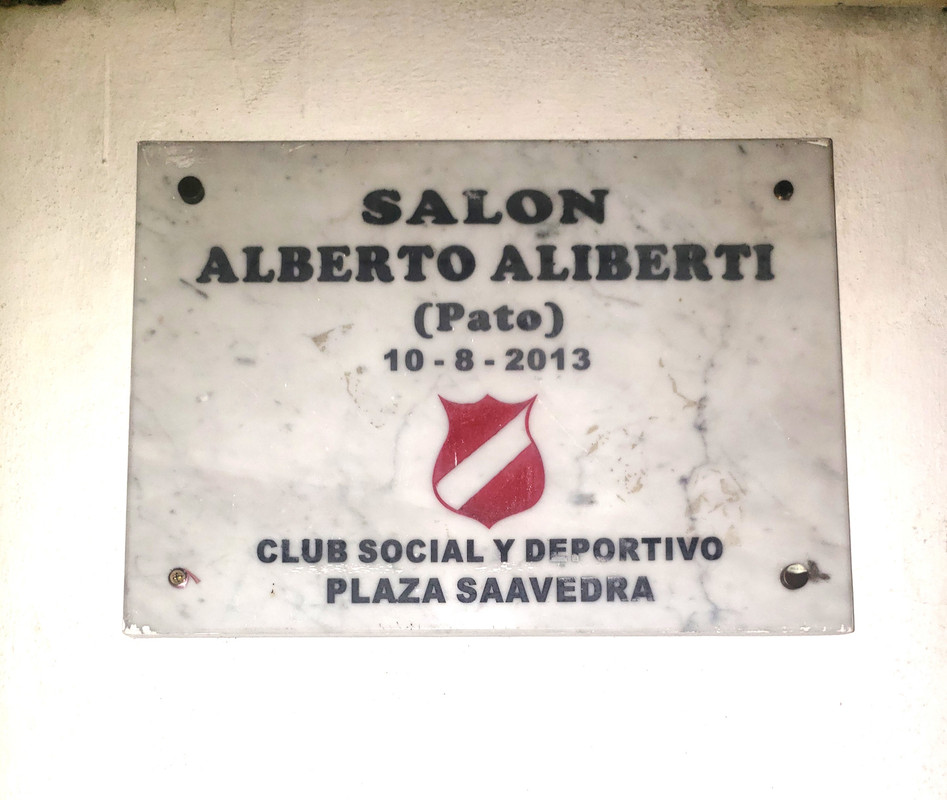 SALON
ALBERTO ALIBERTI
(Pato)
10 - 8 - 2013
CLUB SOCIAL Y DEPORTIVO
PLAZA SAAVEDRA